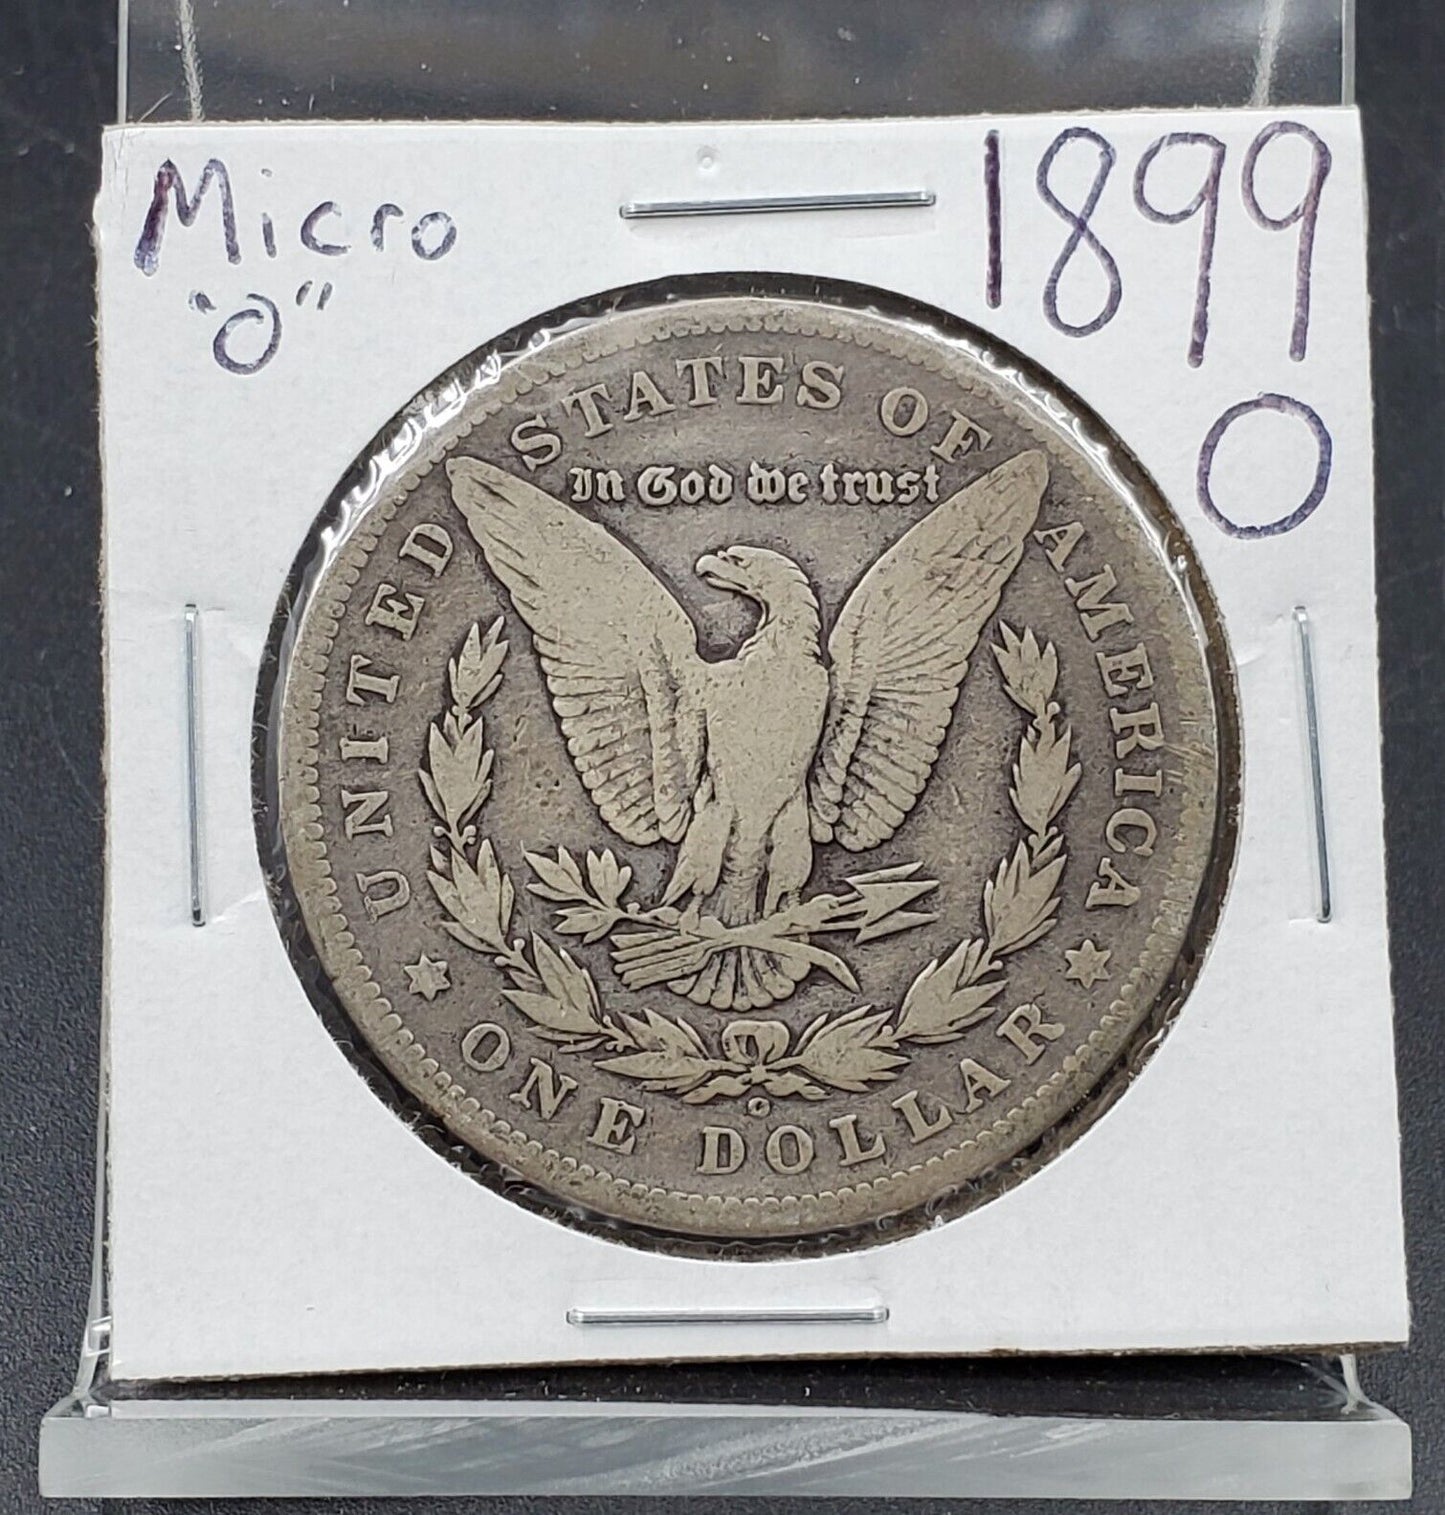 Micro 1899
"O" O
UNITED STATES OF AMERICA
In God we trust
O
ONE DOLLAR